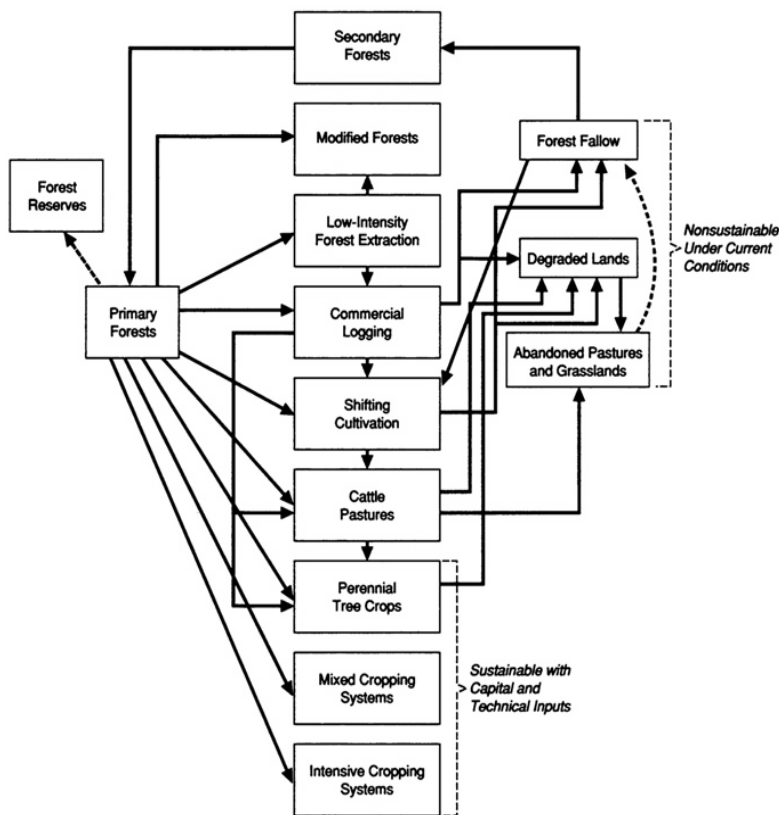 Secondary
Forests
Modified Forests
Forest Fallow
Forest
Reserves
Low-Intensity
Forest Extraction
Nonsustainable
Under Current
Conditions
Degraded Lands
Primary
Forests
Commercial
Logging
Abandoned Pastures
and Grasslands
Shifting
Cultivation
Cattle
Pastures
Perennial
Tree Crops
Sustainable with
Capital and
Technical Inputs
Mixed Cropping
Systems
Intensive Cropping
Systems